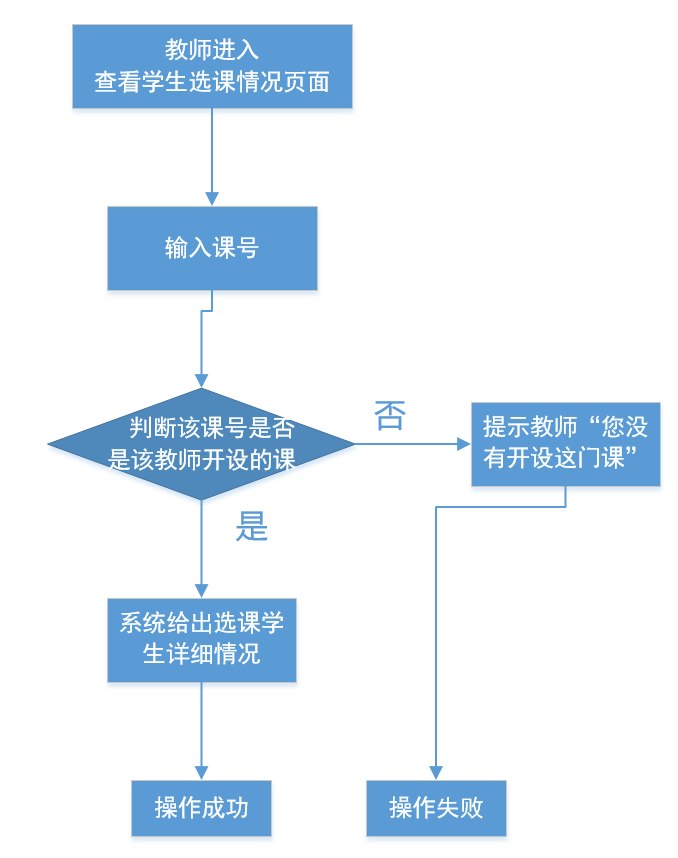 教师进入
查看学生选课情况页面
输入课号
判断该课号是否
是该教师开设的课
否
提示教师“您没
有开设这门课”
是
系统给出选课学
生详细情况
操作成功
操作失败